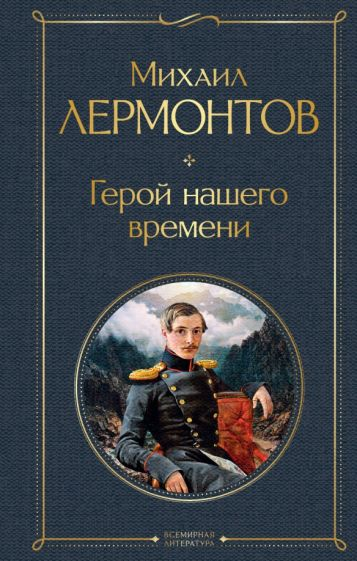 Михаил
ЛЕРМОНТОВ
Герой нашего
времени
ВСЕМИРНАЯ
ЛИТЕРАТУРА